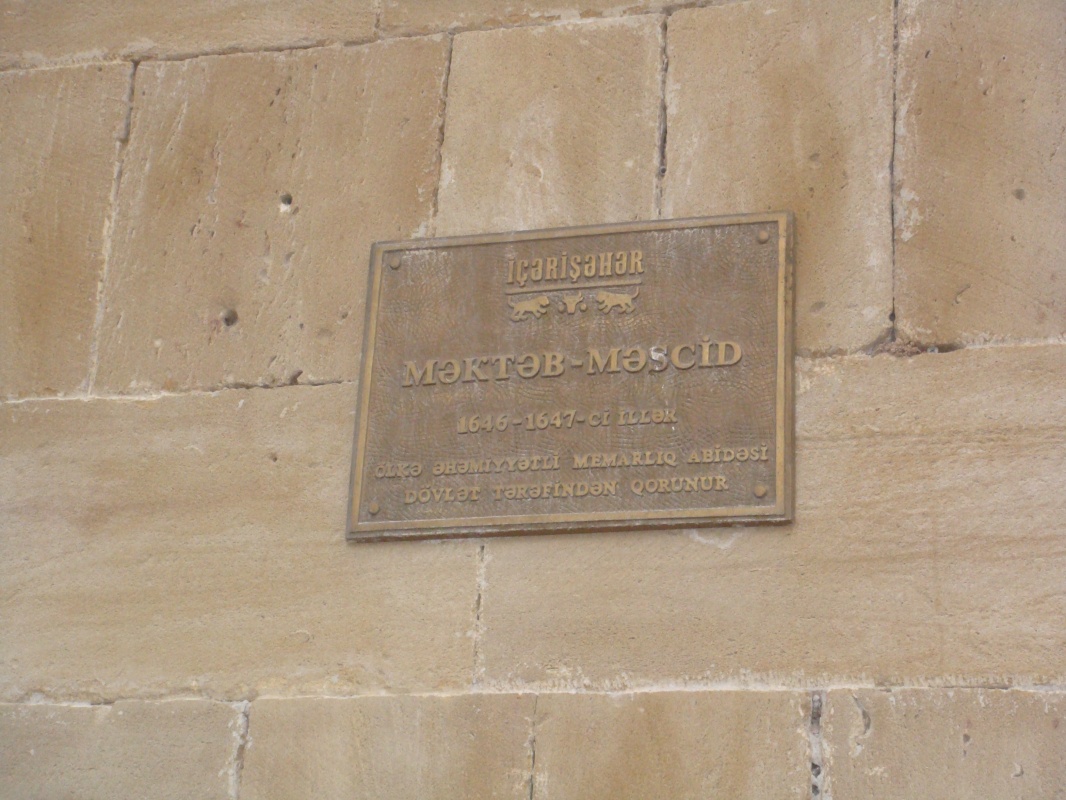 İÇƏRİŞƏHƏR
MƏKTƏB-MƏSCİD
1646-1647-Cİ İLLƏR
ÖLKƏ ƏHƏMİYYƏTLİ MEMARLIQ ABİDƏSİ
DÖVLƏT TƏRƏFİNDƏN QORUNUR